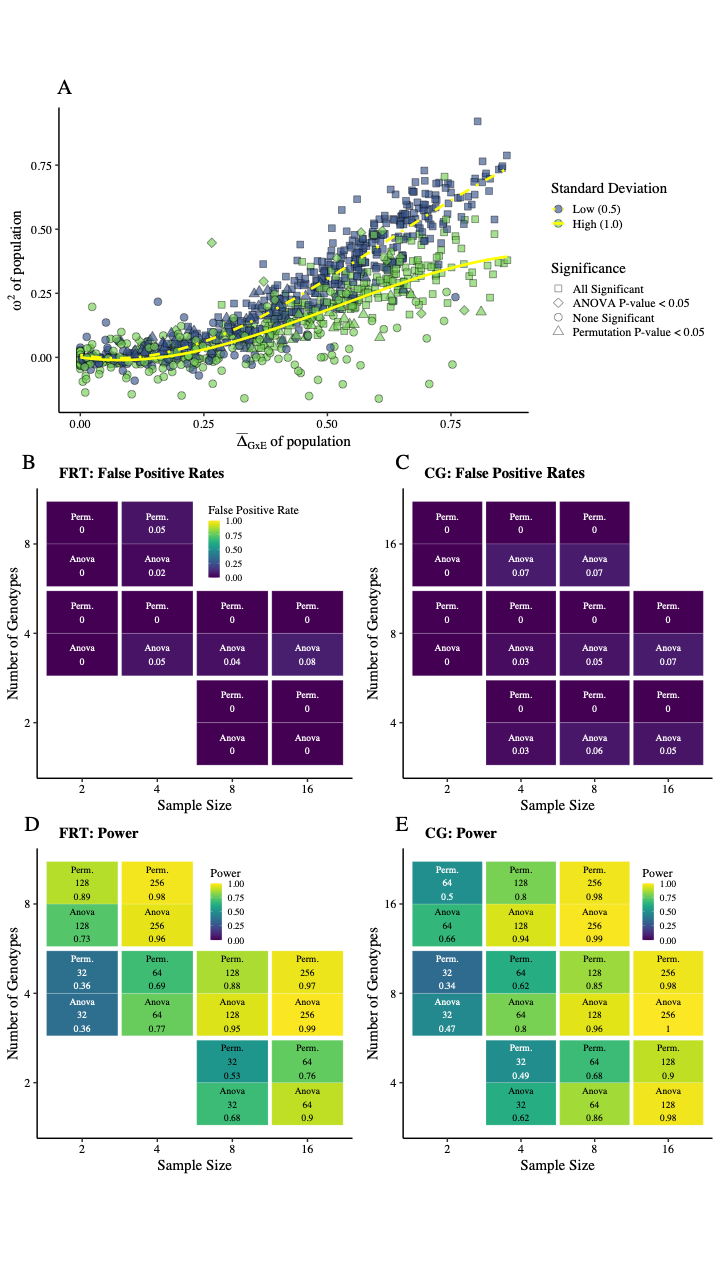 A
ω² of population
0.75
0.50
0.25
0.00
0.00 0.25 0.50 0.75
Δ̅GxE of population
Standard Deviation
Low (0.5)
High (1.0)
Significance
All Significant
ANOVA P-value < 0.05
None Significant
Permutation P-value < 0.05
B
FRT: False Positive Rates
Number of Genotypes
8
4
2
Perm. Perm.
0 0.05
Anova Anova
0 0.02
False Positive Rate
1.00
0.75
0.50
0.25
0.00
Perm. Perm. Perm. Perm.
0 0 0 0
Anova Anova Anova Anova
0 0.05 0.04 0.08
Perm. Perm.
0 0
Anova Anova
0 0
2 4 8 16
Sample Size
C
CG: False Positive Rates
Number of Genotypes
16
8
4
Perm. Perm. Perm.
0 0 0
Anova Anova Anova
0 0.07 0.07
Perm. Perm. Perm. Perm.
0 0 0 0
Anova Anova Anova Anova
0 0.03 0.05 0.07
Perm. Perm. Perm.
0 0 0
Anova Anova Anova
0.03 0.06 0.05
2 4 8 16
Sample Size
D
FRT: Power
Number of Genotypes
8
4
2
Perm. Perm.
128 256
0.89 0.98
Anova Anova
128 256
0.73 0.96
Power
1.00
0.75
0.50
0.25
0.00
Perm. Perm. Perm. Perm.
32 64 128 256
0.36 0.69 0.88 0.97
Anova Anova Anova Anova
32 64 128 256
0.36 0.77 0.95 0.99
Perm. Perm.
32 64
0.53 0.76
Anova Anova
32 64
0.68 0.9
2 4 8 16
Sample Size
E
CG: Power
Number of Genotypes
16
8
4
Perm. Perm. Perm.
64 128 256
0.5 0.8 0.98
Anova Anova Anova
64 128 256
0.66 0.94 0.99
Power
1.00
0.75
0.50
0.25
0.00
Perm. Perm. Perm. Perm.
32 64 128 256
0.34 0.62 0.85 0.98
Anova Anova Anova Anova
32 64 128 256
0.47 0.8 0.96 1
Perm. Perm. Perm.
32 64 128
0.49 0.68 0.9
Anova Anova Anova
32 64 128
0.62 0.86 0.98
2 4 8 16
Sample Size